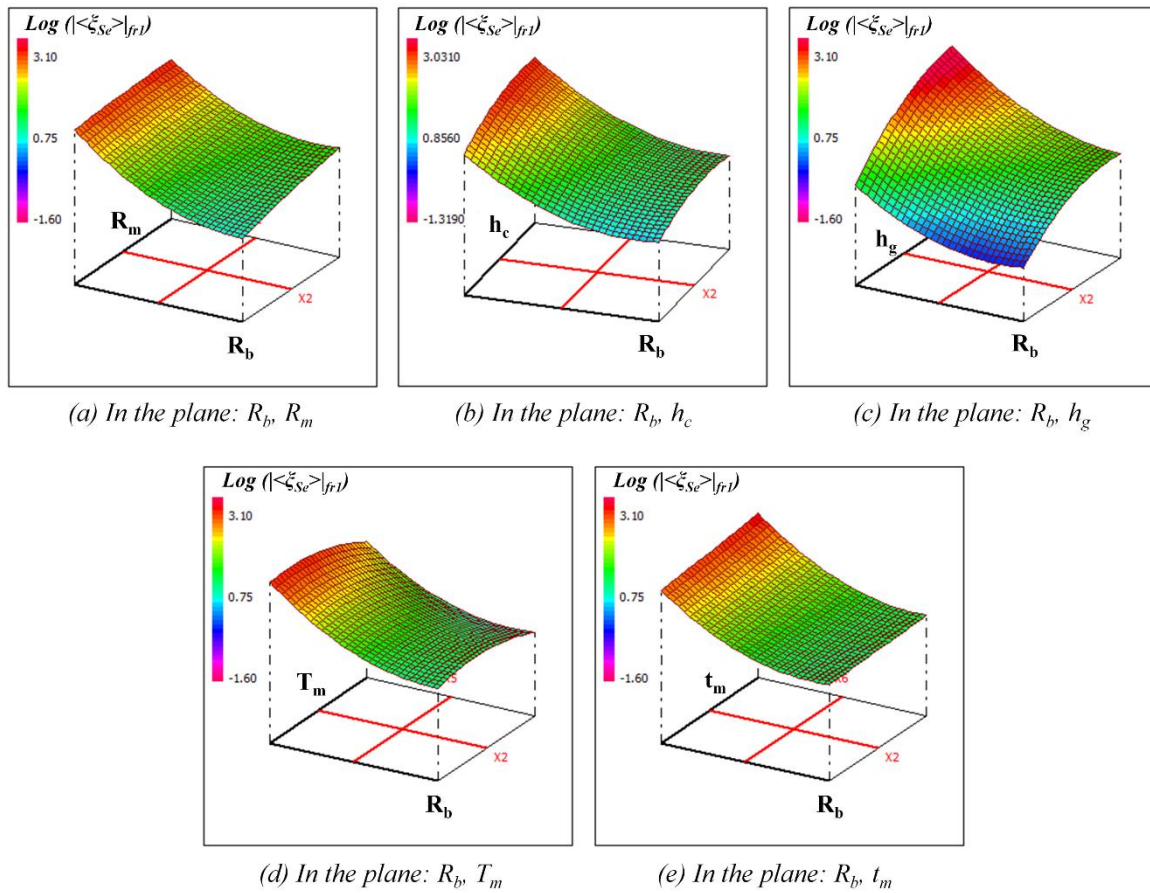 Log (|<ξSe>|fr1)
3.10
0.75
-1.60
Rm
X2
Rb
(a) In the plane: Rb, Rm
Log (|<ξSe>|fr1)
3.0310
0.8560
-1.3190
hc
X2
Rb
(b) In the plane: Rb, hc
Log (|<ξSe>|fr1)
3.10
0.75
-1.60
hg
X2
Rb
(c) In the plane: Rb, hg
Log (|<ξSe>|fr1)
3.10
0.75
-1.60
Tm
X2
Rb
(d) In the plane: Rb, Tm
Log (|<ξSe>|fr1)
3.10
0.75
-1.60
tm
X2
Rb
(e) In the plane: Rb, tm